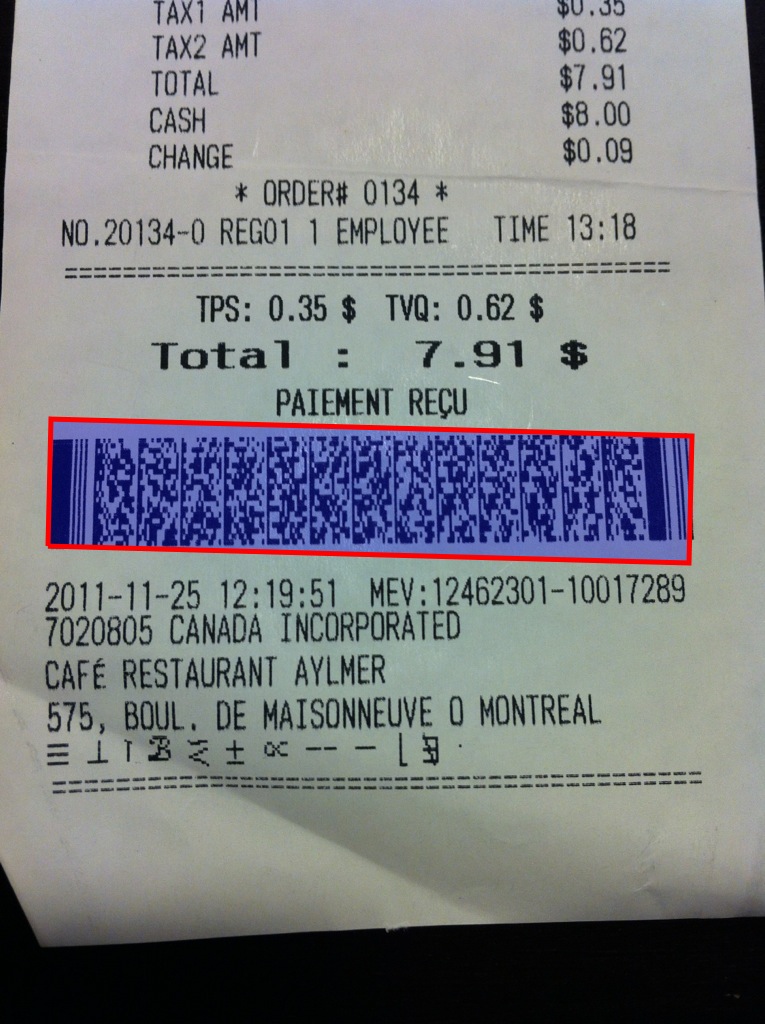 TAX1 AMT $0.35
TAX2 AMT $0.62
TOTAL $7.91
CASH $8.00
CHANGE $0.09
* ORDER# 0134 *
NO.20134-0 REG01 1 EMPLOYEE TIME 13:18
TPS: 0.35 $ TVQ: 0.62 $
Total : 7.91 $
PAIEMENT REÇU
2011-11-25 12:19:51 MEV:12462301-10017289
7020805 CANADA INCORPORATED
CAFÉ RESTAURANT AYLMER
575, BOUL. DE MAISONNEUVE O MONTREAL